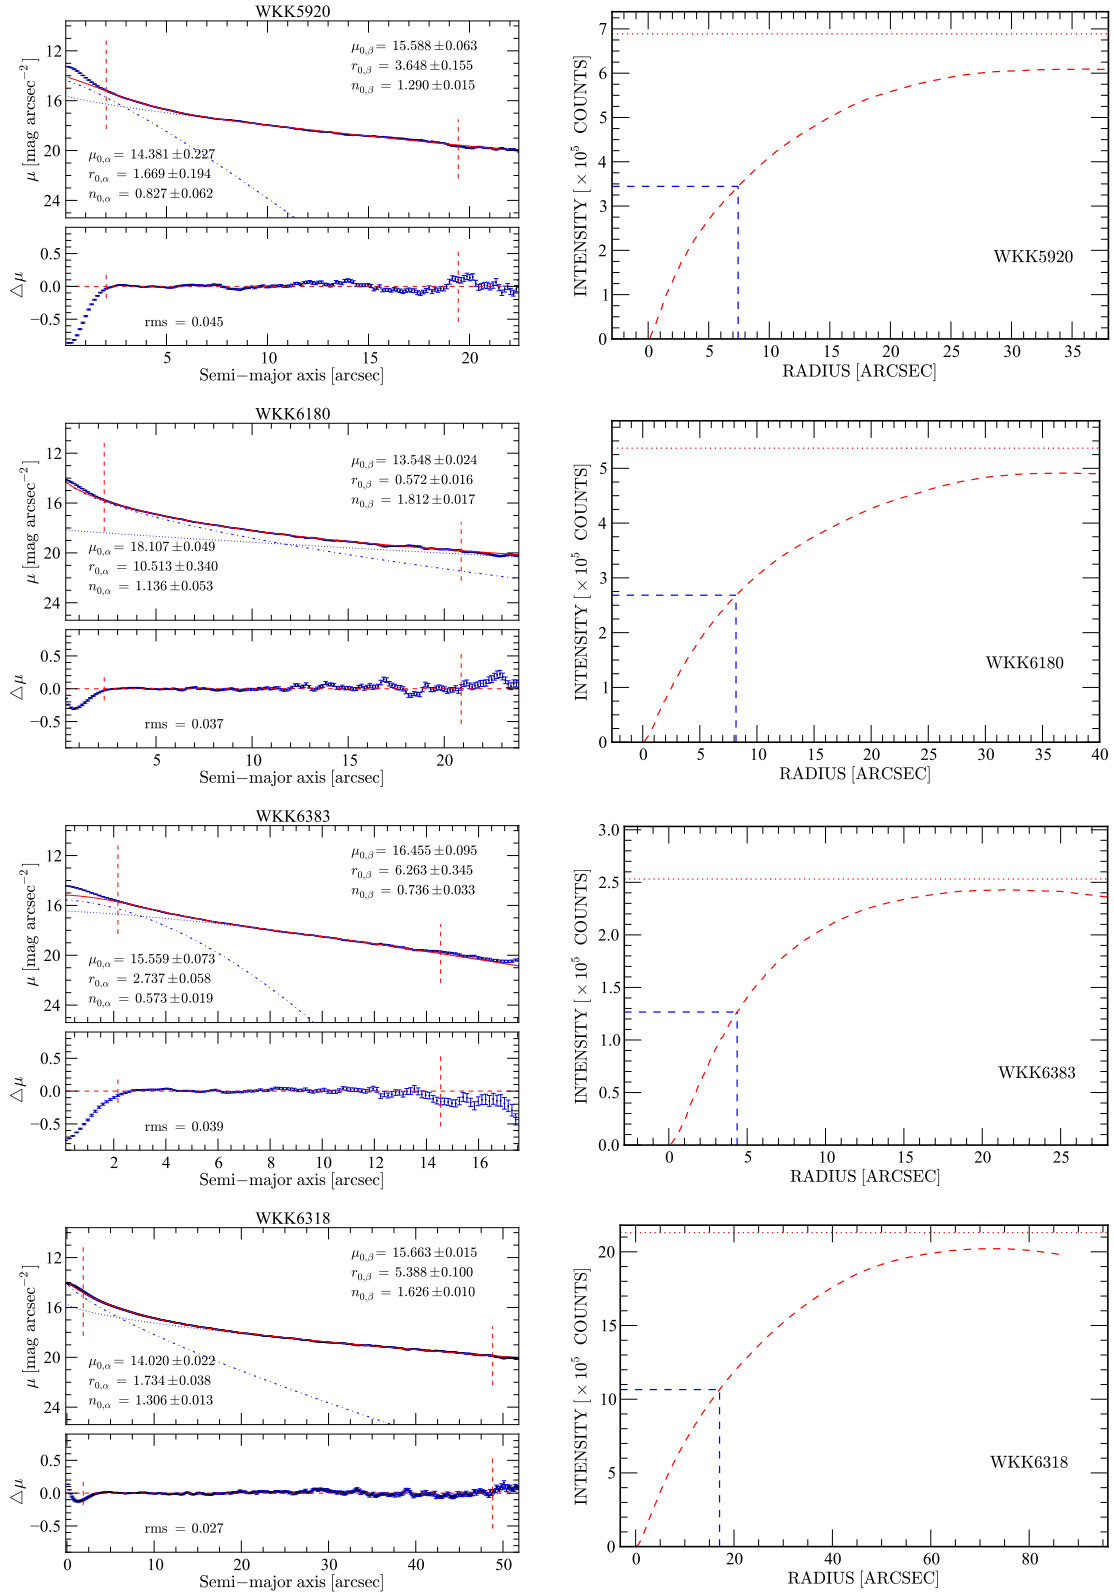 WKK5920
μ [mag arcsec⁻²]
12
16
20
24
μ₀,β = 15.588 ± 0.063
r₀,β = 3.648 ± 0.155
n₀,β = 1.290 ± 0.015
μ₀,α = 14.381 ± 0.227
r₀,α = 1.669 ± 0.194
n₀,α = 0.827 ± 0.062
△μ
0.5
0.0
−0.5
rms = 0.045
5 10 15 20
Semi−major axis [arcsec]
INTENSITY [× 10⁵ COUNTS]
7
6
5
4
3
2
1
0
WKK5920
0 5 10 15 20 25 30 35
RADIUS [ARCSEC]
WKK6180
μ [mag arcsec⁻²]
12
16
20
24
μ₀,β = 13.548 ± 0.024
r₀,β = 0.572 ± 0.016
n₀,β = 1.812 ± 0.017
μ₀,α = 18.107 ± 0.049
r₀,α = 10.513 ± 0.340
n₀,α = 1.136 ± 0.053
△μ
0.5
0.0
−0.5
rms = 0.037
5 10 15 20
Semi−major axis [arcsec]
INTENSITY [× 10⁵ COUNTS]
5
4
3
2
1
0
WKK6180
0 5 10 15 20 25 30 35 40
RADIUS [ARCSEC]
WKK6383
μ [mag arcsec⁻²]
12
16
20
24
μ₀,β = 16.455 ± 0.095
r₀,β = 6.263 ± 0.345
n₀,β = 0.736 ± 0.033
μ₀,α = 15.559 ± 0.073
r₀,α = 2.737 ± 0.058
n₀,α = 0.573 ± 0.019
△μ
0.5
0.0
−0.5
rms = 0.039
2 4 6 8 10 12 14 16
Semi−major axis [arcsec]
INTENSITY [× 10⁵ COUNTS]
3.0
2.5
2.0
1.5
1.0
0.5
0.0
WKK6383
0 5 10 15 20 25
RADIUS [ARCSEC]
WKK6318
μ [mag arcsec⁻²]
12
16
20
24
μ₀,β = 15.663 ± 0.015
r₀,β = 5.388 ± 0.100
n₀,β = 1.626 ± 0.010
μ₀,α = 14.020 ± 0.022
r₀,α = 1.734 ± 0.038
n₀,α = 1.306 ± 0.013
△μ
0.5
0.0
−0.5
rms = 0.027
0 10 20 30 40 50
Semi−major axis [arcsec]
INTENSITY [× 10⁵ COUNTS]
20
15
10
5
0
WKK6318
0 20 40 60 80
RADIUS [ARCSEC]